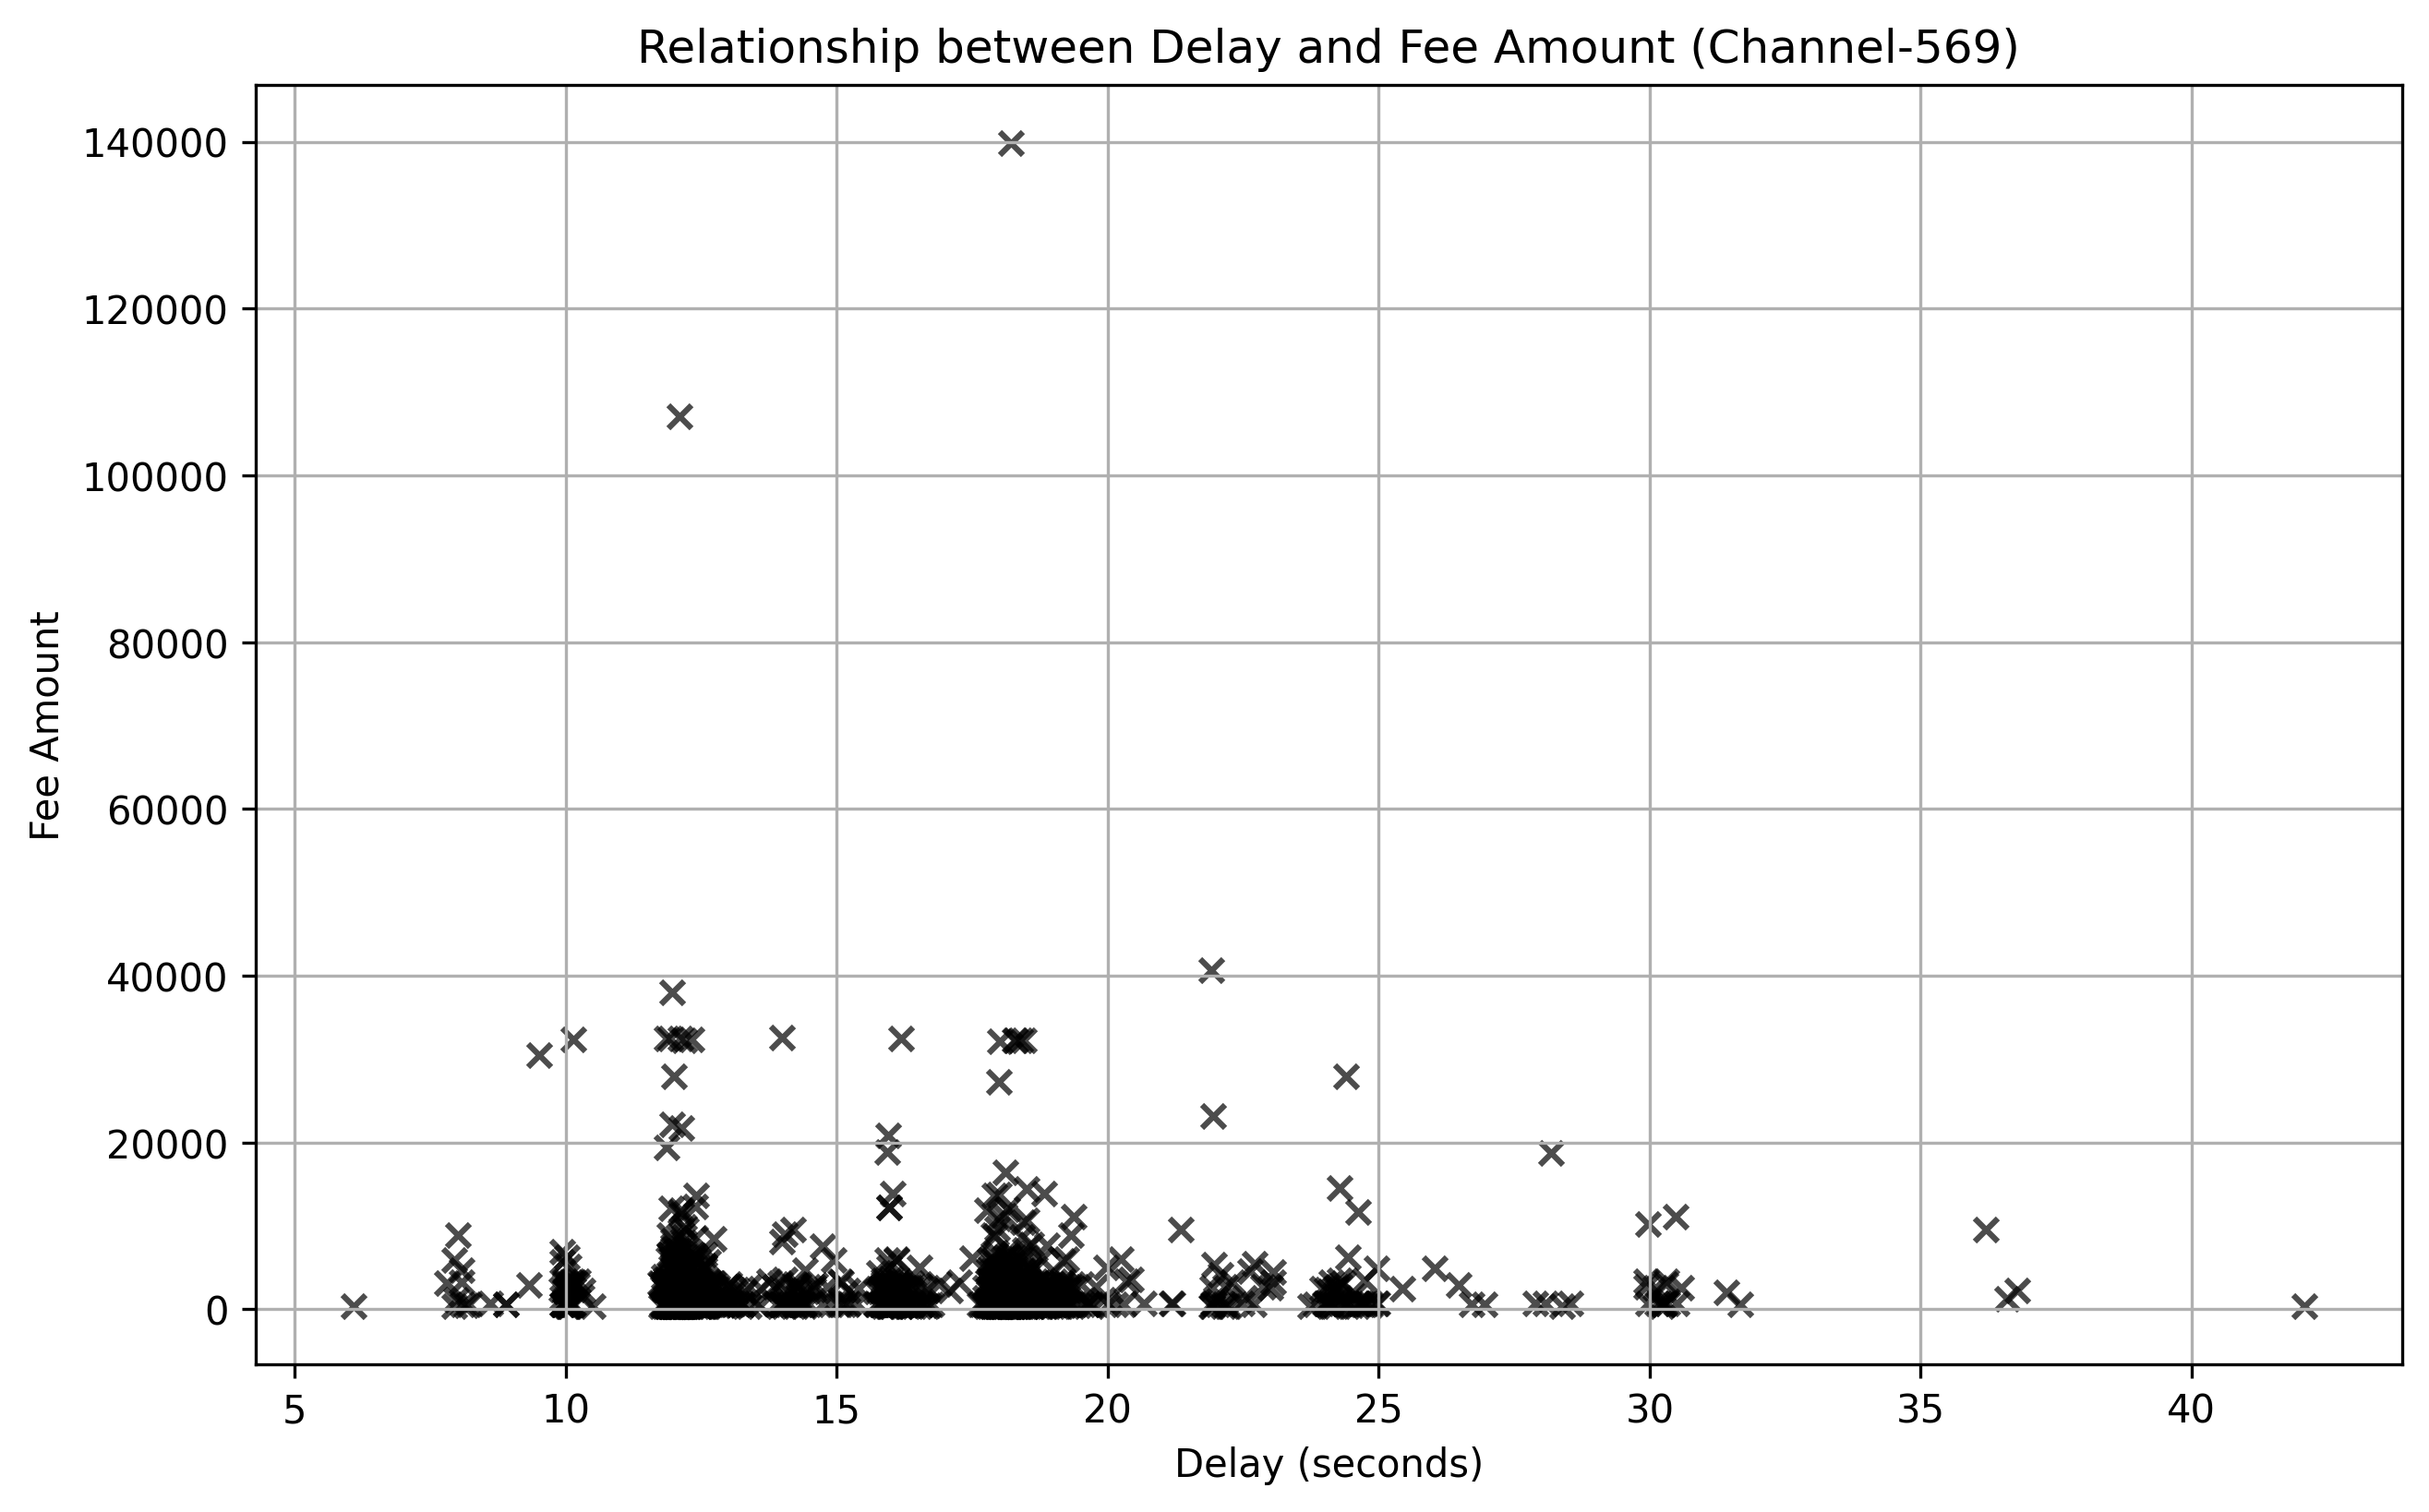 Relationship between Delay and Fee Amount (Channel-569)
140000
120000
100000
80000
60000
40000
20000
0
Fee Amount
5 10 15 20 25 30 35 40
Delay (seconds)